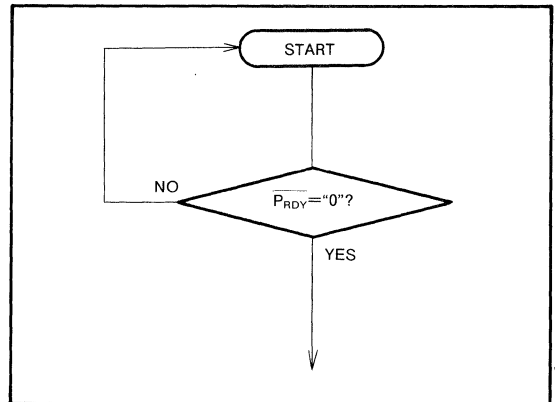 START
NO
P̅R̅D̅Y̅="0"?
YES